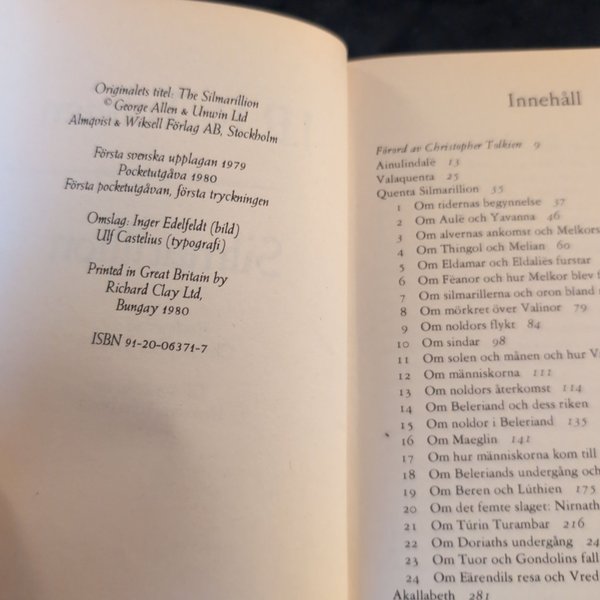 Originalets titel: The Silmarillion
© George Allen & Unwin Ltd
Almqvist & Wiksell Förlag AB, Stockholm
Första svenska upplagan 1979
Pocketutgåva 1980
Första pocketutgåvan, första tryckningen
Omslag: Inger Edelfeldt (bild)
Ulf Castelius (typografi)
Printed in Great Britain by
Richard Clay Ltd,
Bungay 1980
ISBN 91-20-06371-7
Innehåll
Förord av Christopher Tolkien 9
Ainulindalë 13
Valaquenta 25
Quenta Silmarillion 35
1 Om tidernas begynnelse 37
2 Om Aulë och Yavanna 46
3 Om alvernas ankomst och Melkors
4 Om Thingol och Melian 60
5 Om Eldamar och Eldaliës furstar
6 Om Fëanor och hur Melkor blev
7 Om silmarillerna och oron bland
8 Om mörkret över Valinor 79
9 Om noldors flykt 84
10 Om sindar 98
11 Om solen och månen och hur
12 Om människorna 111
13 Om noldors återkomst 114
14 Om Beleriand och dess riken
15 Om noldor i Beleriand 135
16 Om Maeglin 141
17 Om hur människorna kom till
18 Om Beleriands undergång och
19 Om Beren och Lúthien 175
20 Om det femte slaget: Nirnath
21 Om Túrin Turambar 216
22 Om Doriaths undergång 24
23 Om Tuor och Gondolins fall
24 Om Eärendils resa och Vred
Akallabêth 281